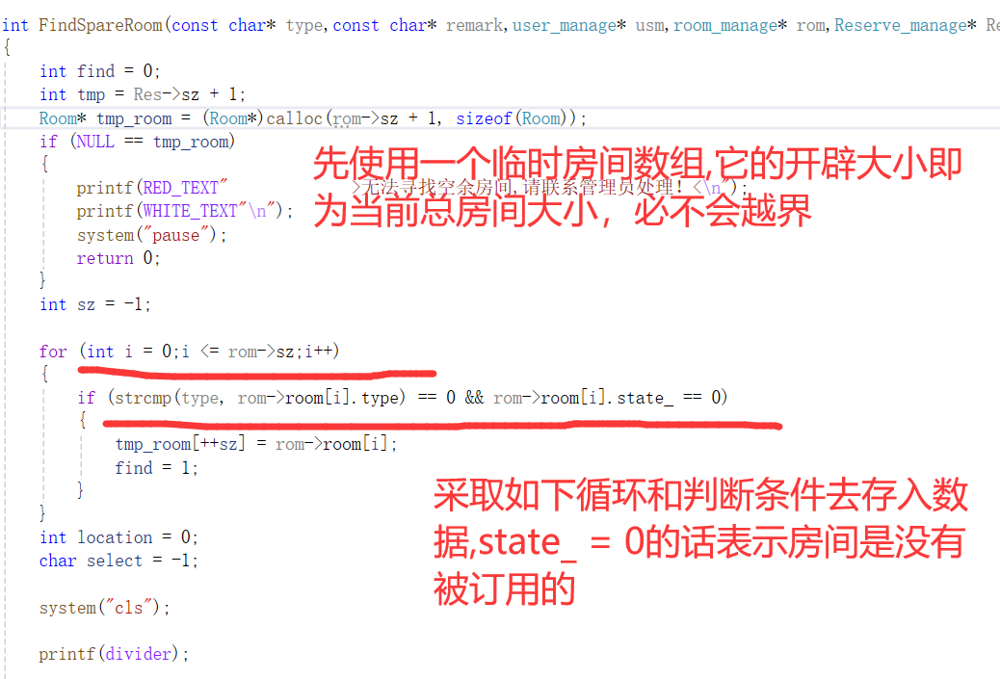 int FindSpareRoom(const char* type,const char* remark,user_manage* usm,room_manage* rom,Reserve_manage* Re
{
int find = 0;
int tmp = Res->sz + 1;
Room* tmp_room = (Room*)calloc(rom->sz + 1, sizeof(Room));
if (NULL == tmp_room)
{
先使用一个临时房间数组,它的开辟大小即
printf(RED_TEXT" >无法寻找空余房间,请联系管理员处理! <\n");
为当前总房间大小，必不会越界
printf(WHITE_TEXT"\n");
system("pause");
return 0;
}
int sz = -1;
for (int i = 0;i <= rom->sz;i++)
{
if (strcmp(type, rom->room[i].type) == 0 && rom->room[i].state_ == 0)
{
tmp_room[++sz] = rom->room[i];
find = 1;
}
}
采取如下循环和判断条件去存入数
据,state_ = 0的话表示房间是没有
被订用的
int location = 0;
char select = -1;
system("cls");
printf(divider);